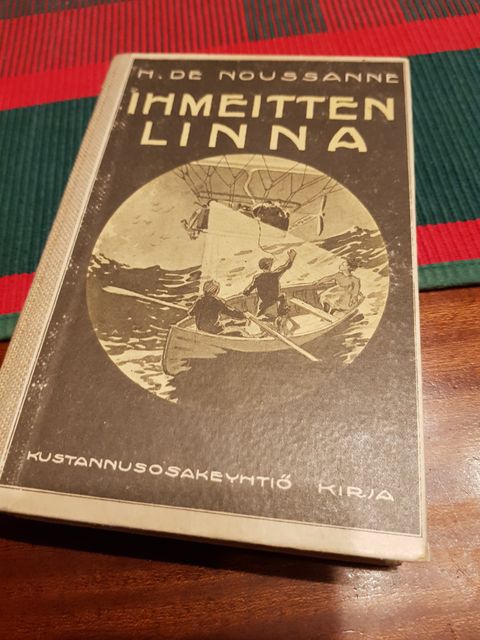 H. DE NOUSSANNE
IHMEITTEN
LINNA
KUSTANNUSOSAKEYHTIÖ KIRJA